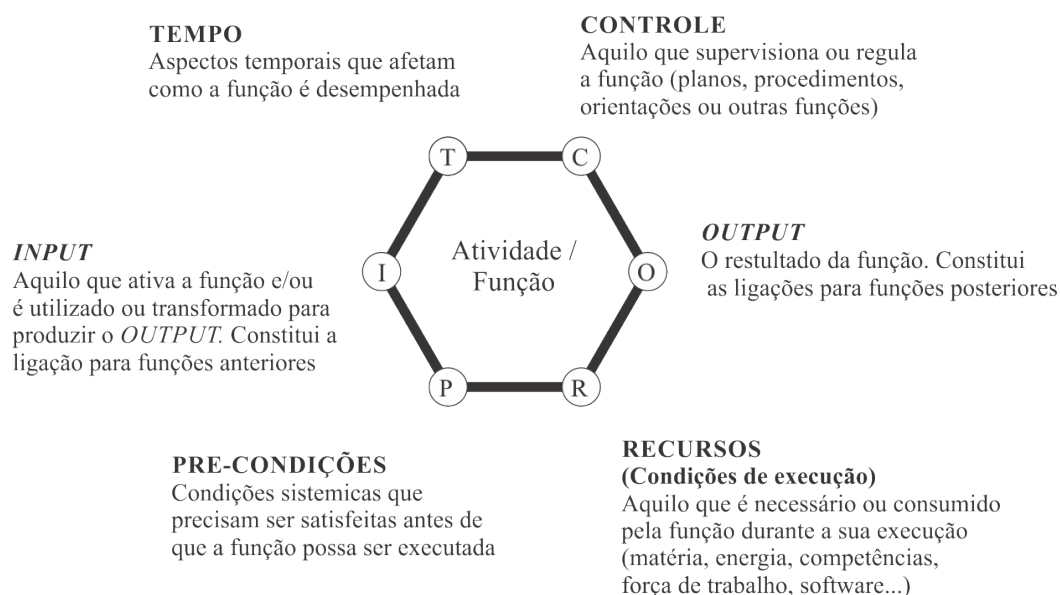 TEMPO
Aspectos temporais que afetam
como a função é desempenhada
CONTROLE
Aquilo que supervisiona ou regula
a função (planos, procedimentos,
orientações ou outras funções)
T
C
INPUT
Aquilo que ativa a função e/ou
é utilizado ou transformado para
produzir o OUTPUT. Constitui a
ligação para funções anteriores
I
Atividade /
Função
O
OUTPUT
O restultado da função. Constitui
as ligações para funções posteriores
P
R
PRE-CONDIÇÕES
Condições sistemicas que
precisam ser satisfeitas antes de
que a função possa ser executada
RECURSOS
(Condições de execução)
Aquilo que é necessário ou consumido
pela função durante a sua execução
(matéria, energia, competências,
força de trabalho, software...)